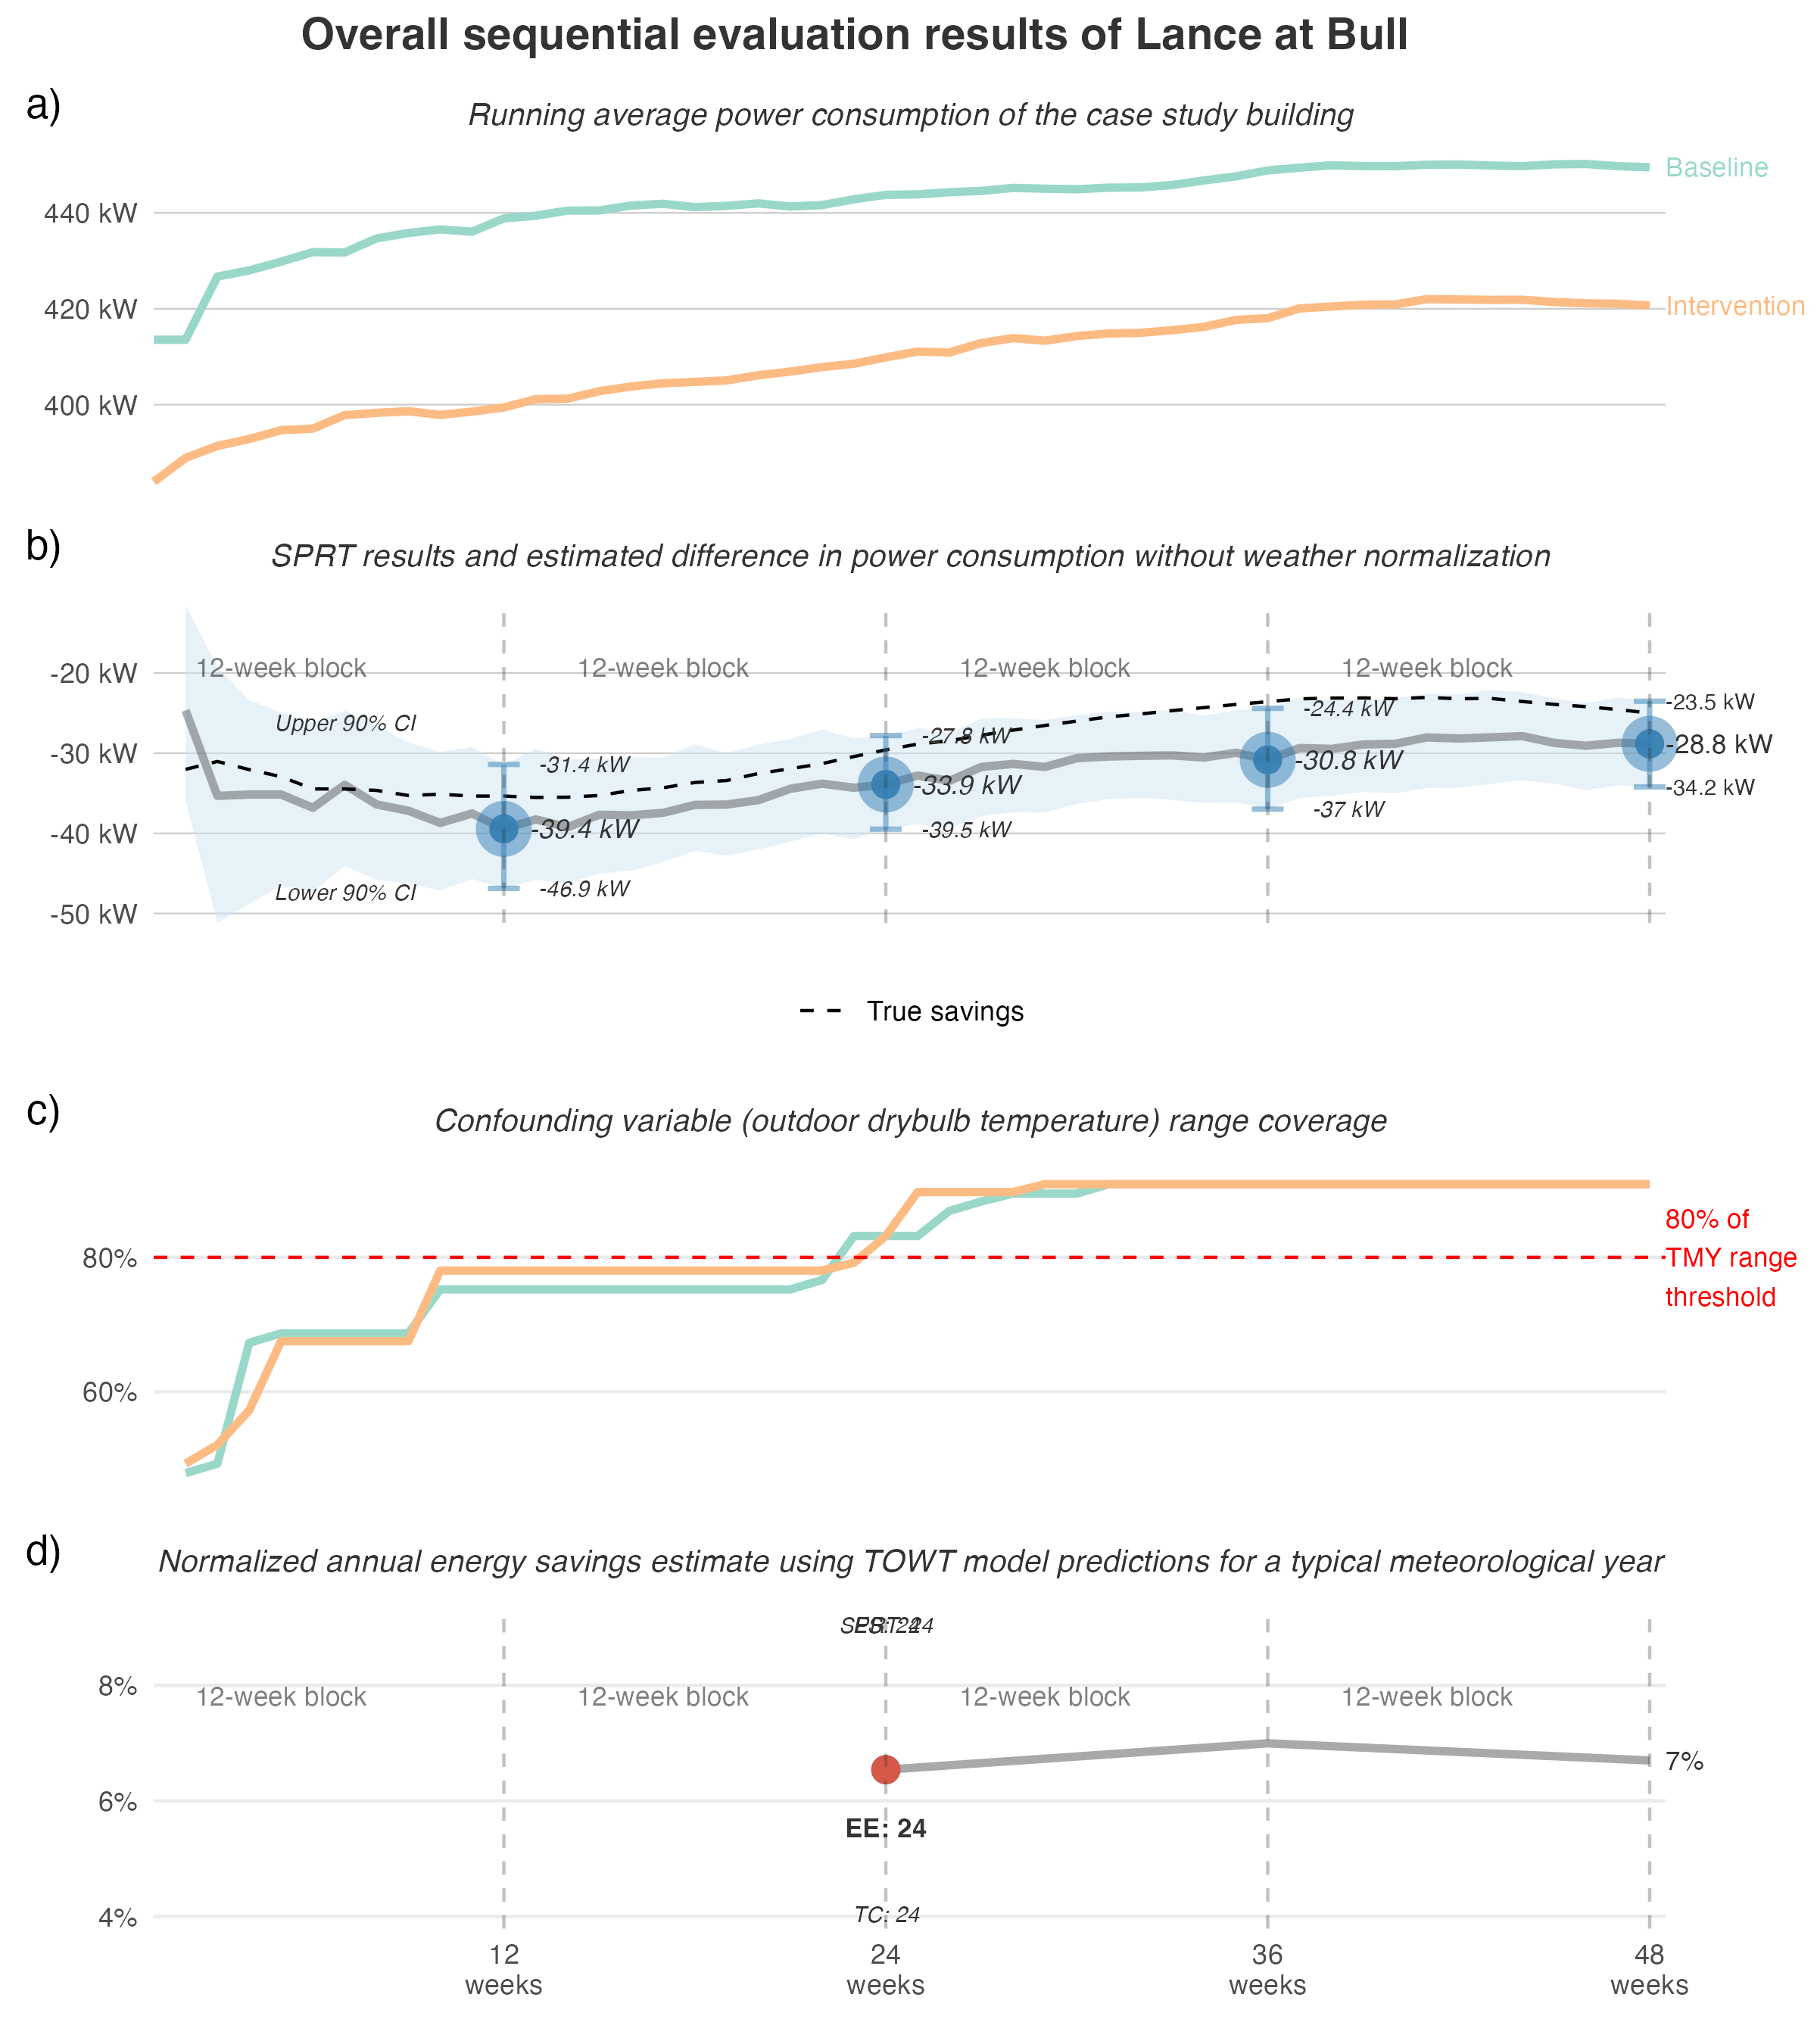 Overall sequential evaluation results of Lance at Bull
a)
Running average power consumption of the case study building
Baseline
440 kW
420 kW
Intervention
400 kW
b)
SPRT results and estimated difference in power consumption without weather normalization
-20 kW
12-week block
12-week block
12-week block
12-week block
Upper 90% CI
-23.5 kW
-24.4 kW
-27.8 kW
-28.8 kW
-30 kW
-31.4 kW
-30.8 kW
-33.9 kW
-34.2 kW
-37 kW
-40 kW
-39.4 kW
-39.5 kW
Lower 90% CI
-46.9 kW
-50 kW
True savings
c)
Confounding variable (outdoor drybulb temperature) range coverage
80% of
TMY range
threshold
80%
60%
d)
Normalized annual energy savings estimate using TOWT model predictions for a typical meteorological year
8%
12-week block
12-week block
12-week block
12-week block
7%
6%
EE: 24
4%
TC: 24
12
weeks
24
weeks
36
weeks
48
weeks